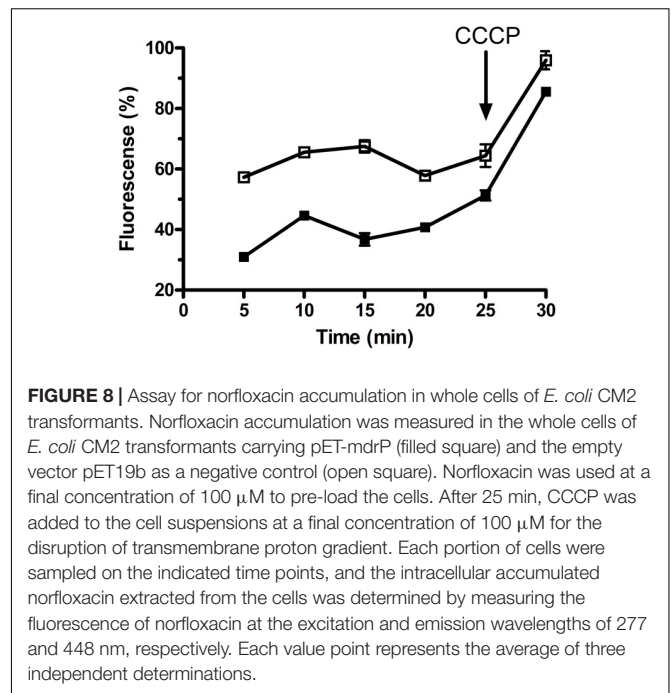 CCCP
Fluorescense (%)
100
80
60
40
20
0 5 10 15 20 25 30
Time (min)
FIGURE 8 | Assay for norfloxacin accumulation in whole cells of E. coli CM2
transformants. Norfloxacin accumulation was measured in the whole cells of
E. coli CM2 transformants carrying pET-mdrP (filled square) and the empty
vector pET19b as a negative control (open square). Norfloxacin was used at a
final concentration of 100 μM to pre-load the cells. After 25 min, CCCP was
added to the cell suspensions at a final concentration of 100 μM for the
disruption of transmembrane proton gradient. Each portion of cells were
sampled on the indicated time points, and the intracellular accumulated
norfloxacin extracted from the cells was determined by measuring the
fluorescence of norfloxacin at the excitation and emission wavelengths of 277
and 448 nm, respectively. Each value point represents the average of three
independent determinations.